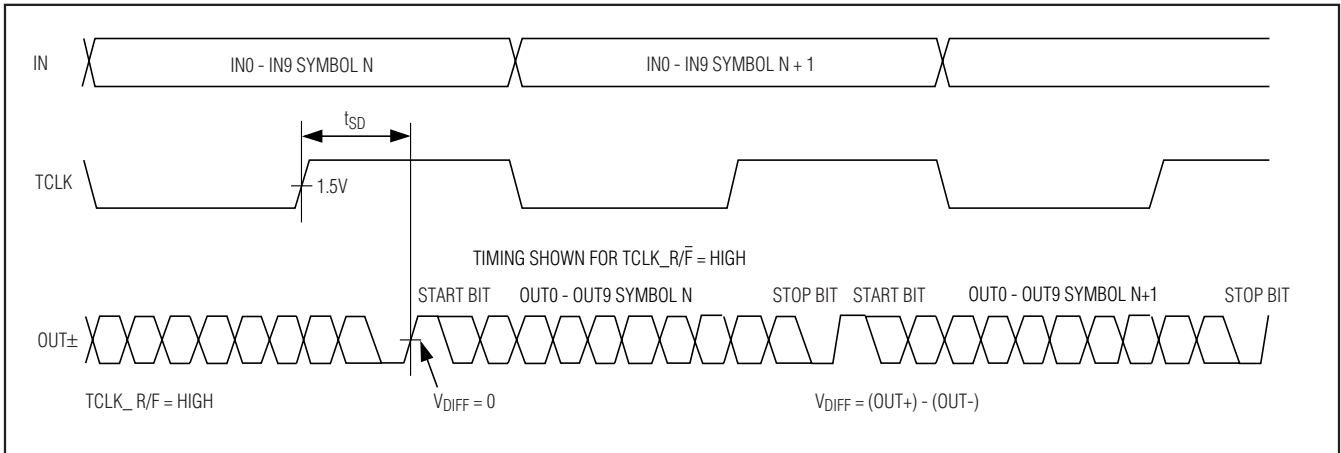 IN
IN0 - IN9 SYMBOL N
IN0 - IN9 SYMBOL N + 1
tSD
TCLK
1.5V
TIMING SHOWN FOR TCLK_R/F̅ = HIGH
START BIT
OUT0 - OUT9 SYMBOL N
STOP BIT
START BIT
OUT0 - OUT9 SYMBOL N+1
STOP BIT
OUT±
TCLK_ R/F = HIGH
VDIFF = 0
VDIFF = (OUT+) - (OUT-)